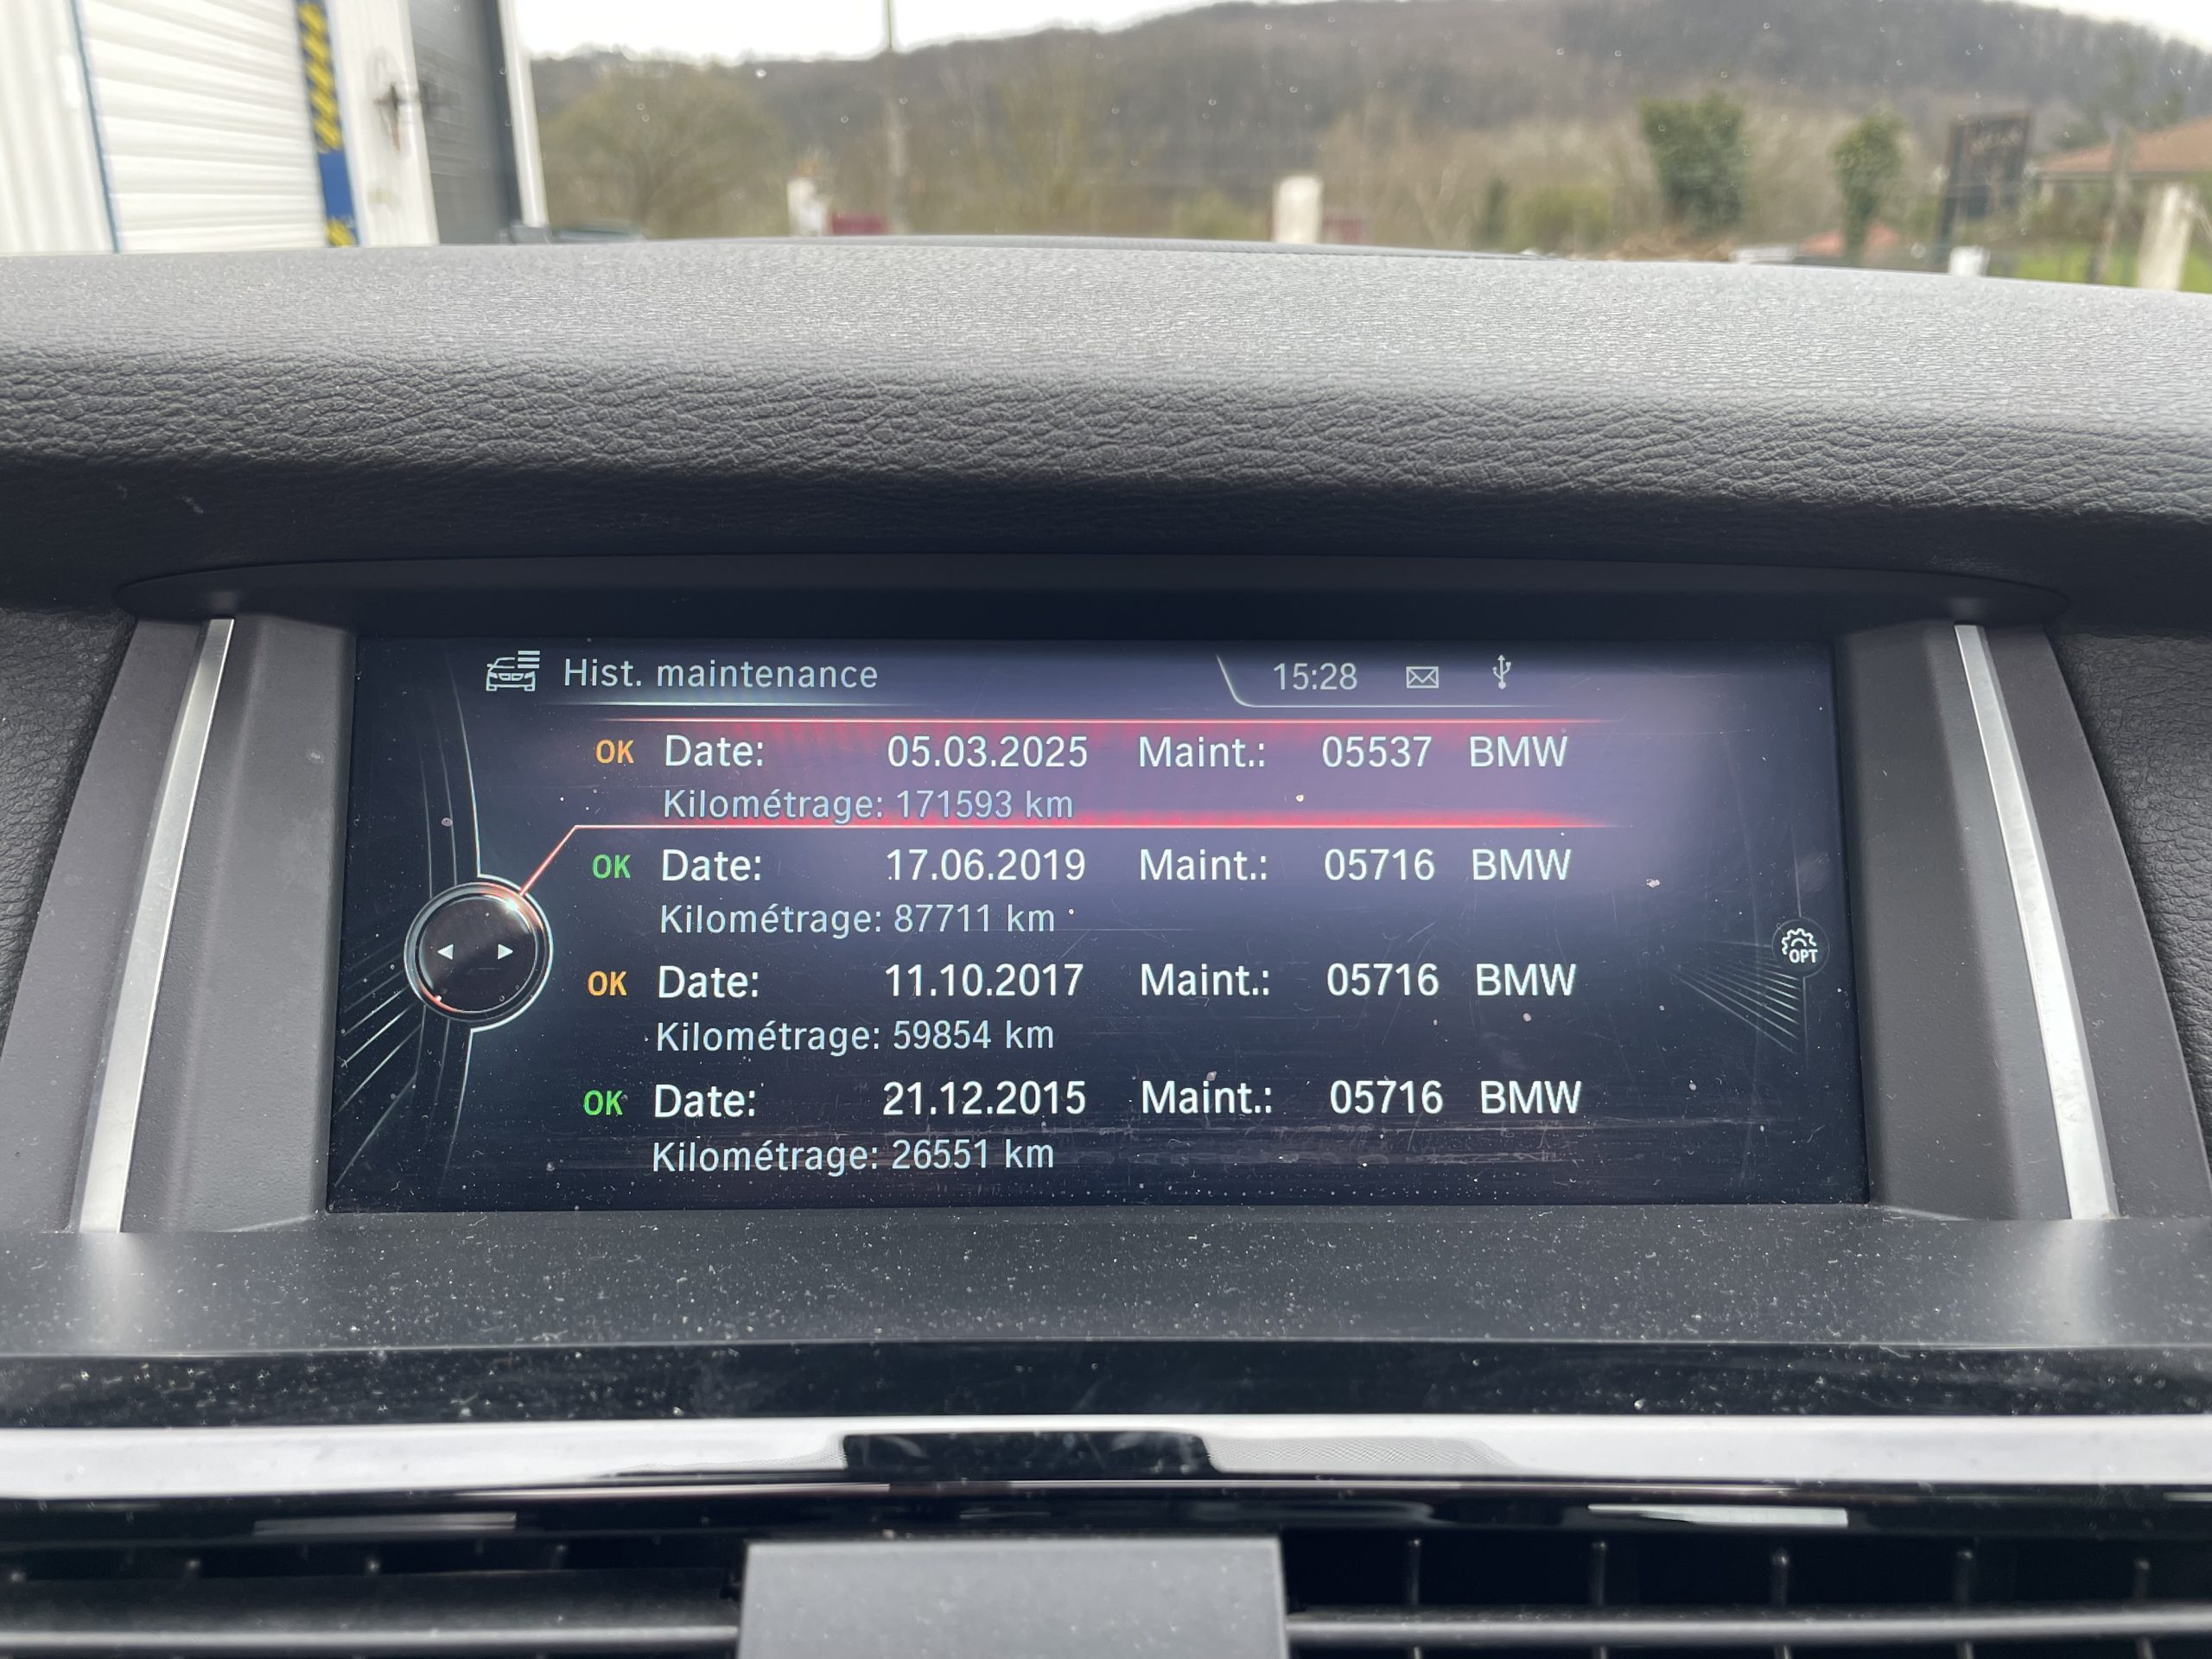 Hist. maintenance 15:28
OK Date: 05.03.2025 Maint.: 05537 BMW
Kilométrage: 171593 km
OK Date: 17.06.2019 Maint.: 05716 BMW
Kilométrage: 87711 km
OK Date: 11.10.2017 Maint.: 05716 BMW
Kilométrage: 59854 km
OK Date: 21.12.2015 Maint.: 05716 BMW
Kilométrage: 26551 km
OPT